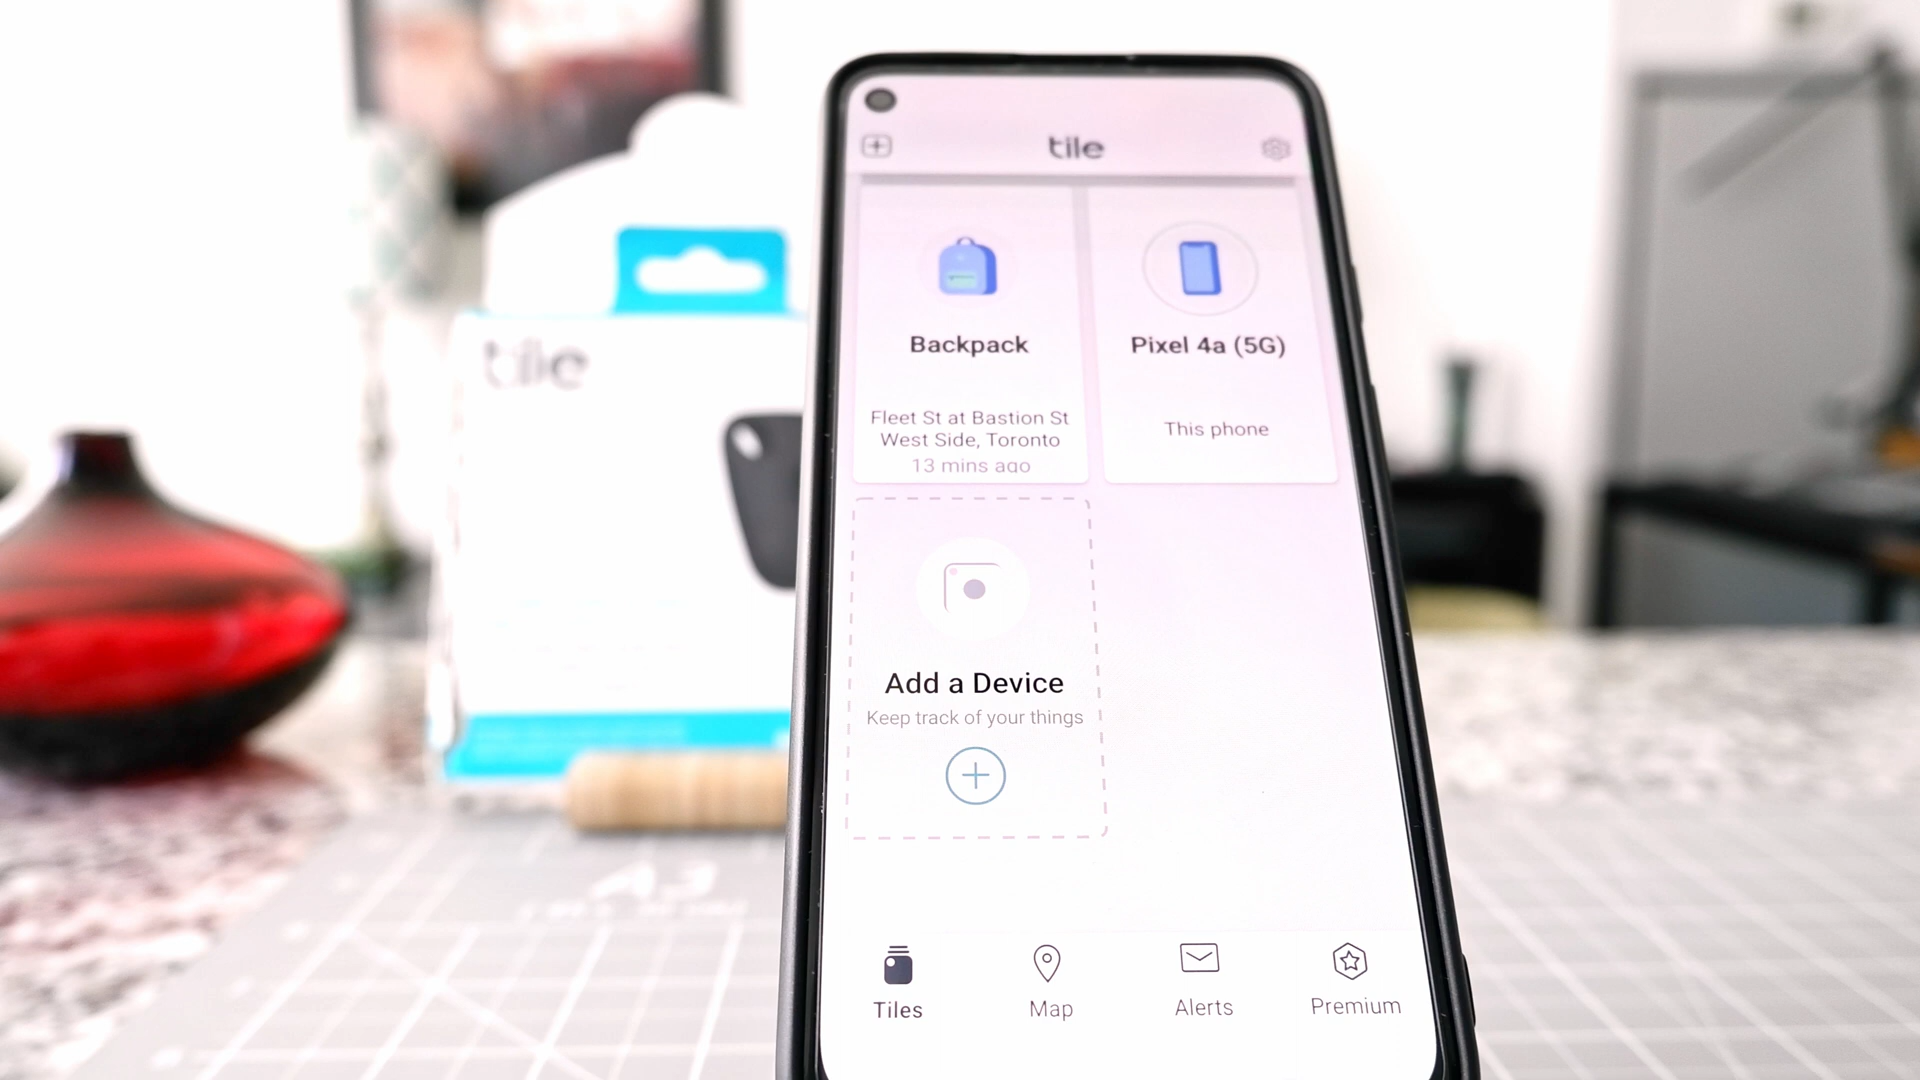 tile
tile
Backpack
Fleet St at Bastion St
West Side, Toronto
13 mins ago
Pixel 4a (5G)
This phone
Add a Device
Keep track of your things
Tiles
Map
Alerts
Premium
A3